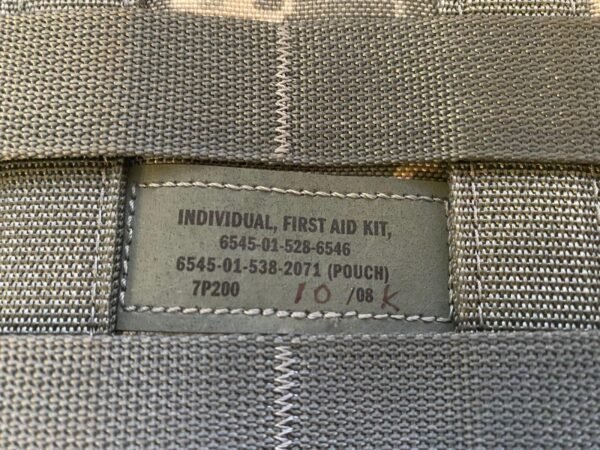 INDIVIDUAL, FIRST AID KIT,
6545-01-528-6546
6545-01-538-2071 (POUCH)
7P200 10 /08 K